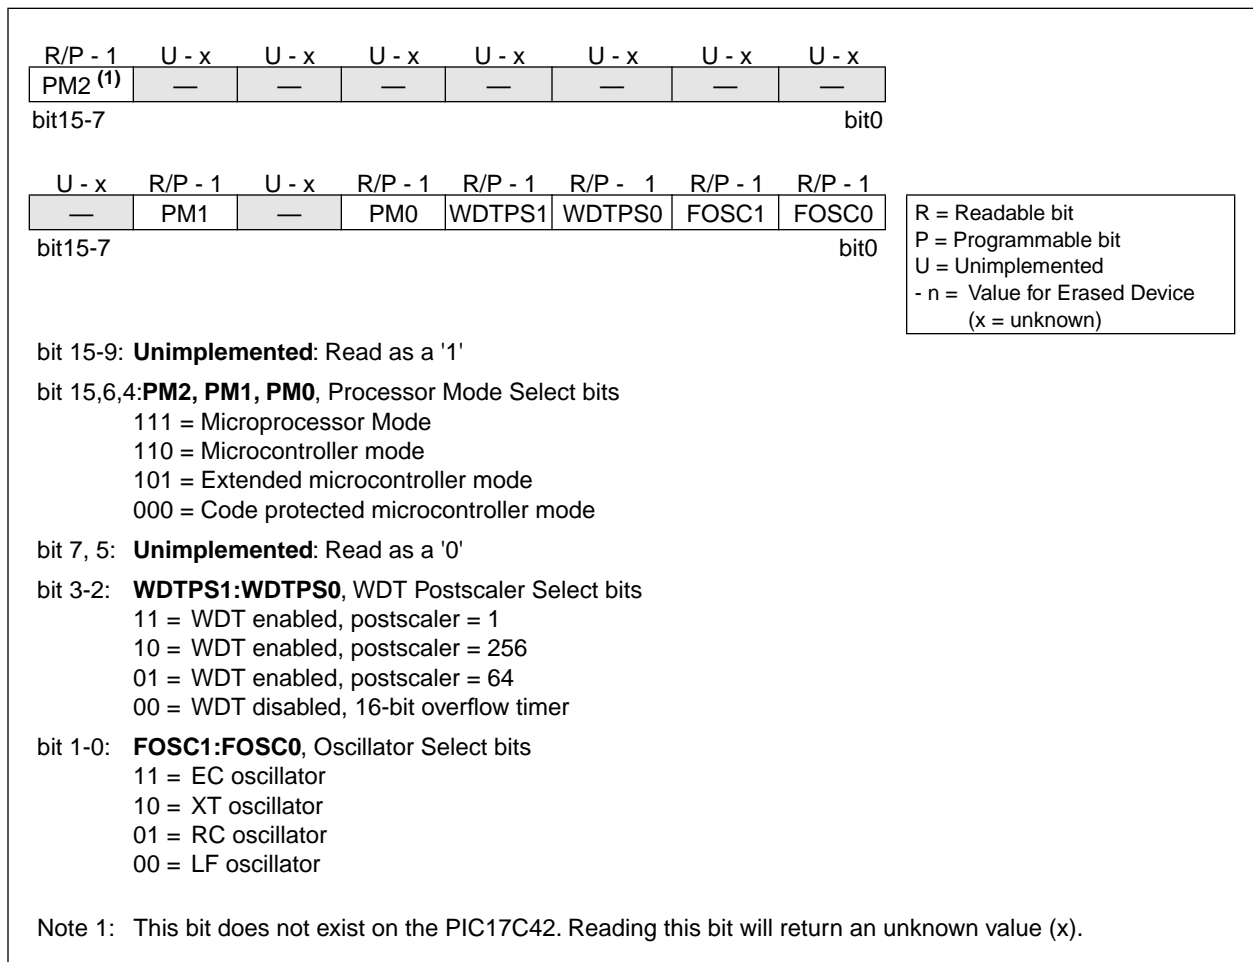 R/P - 1 U - x U - x U - x U - x U - x U - x U - x
PM2 (1) — — — — — — —
bit15-7 bit0
U - x R/P - 1 U - x R/P - 1 R/P - 1 R/P - 1 R/P - 1 R/P - 1
— PM1 — PM0 WDTPS1 WDTPS0 FOSC1 FOSC0
bit15-7 bit0
R = Readable bit
P = Programmable bit
U = Unimplemented
- n = Value for Erased Device
(x = unknown)
bit 15-9: Unimplemented: Read as a '1'
bit 15,6,4:PM2, PM1, PM0, Processor Mode Select bits
111 = Microprocessor Mode
110 = Microcontroller mode
101 = Extended microcontroller mode
000 = Code protected microcontroller mode
bit 7, 5: Unimplemented: Read as a '0'
bit 3-2: WDTPS1:WDTPS0, WDT Postscaler Select bits
11 = WDT enabled, postscaler = 1
10 = WDT enabled, postscaler = 256
01 = WDT enabled, postscaler = 64
00 = WDT disabled, 16-bit overflow timer
bit 1-0: FOSC1:FOSC0, Oscillator Select bits
11 = EC oscillator
10 = XT oscillator
01 = RC oscillator
00 = LF oscillator
Note 1: This bit does not exist on the PIC17C42. Reading this bit will return an unknown value (x).